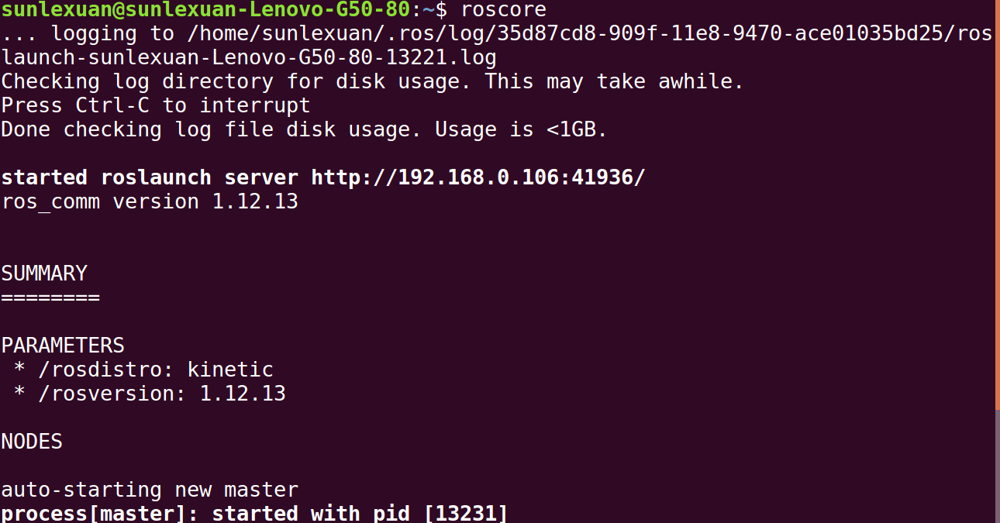 sunlexuan@sunlexuan-Lenovo-G50-80:~$ roscore
... logging to /home/sunlexuan/.ros/log/35d87cd8-909f-11e8-9470-ace01035bd25/ros
launch-sunlexuan-Lenovo-G50-80-13221.log
Checking log directory for disk usage. This may take awhile.
Press Ctrl-C to interrupt
Done checking log file disk usage. Usage is <1GB.
started roslaunch server http://192.168.0.106:41936/
ros_comm version 1.12.13
SUMMARY
========
PARAMETERS
 * /rosdistro: kinetic
 * /rosversion: 1.12.13
NODES
auto-starting new master
process[master]: started with pid [13231]